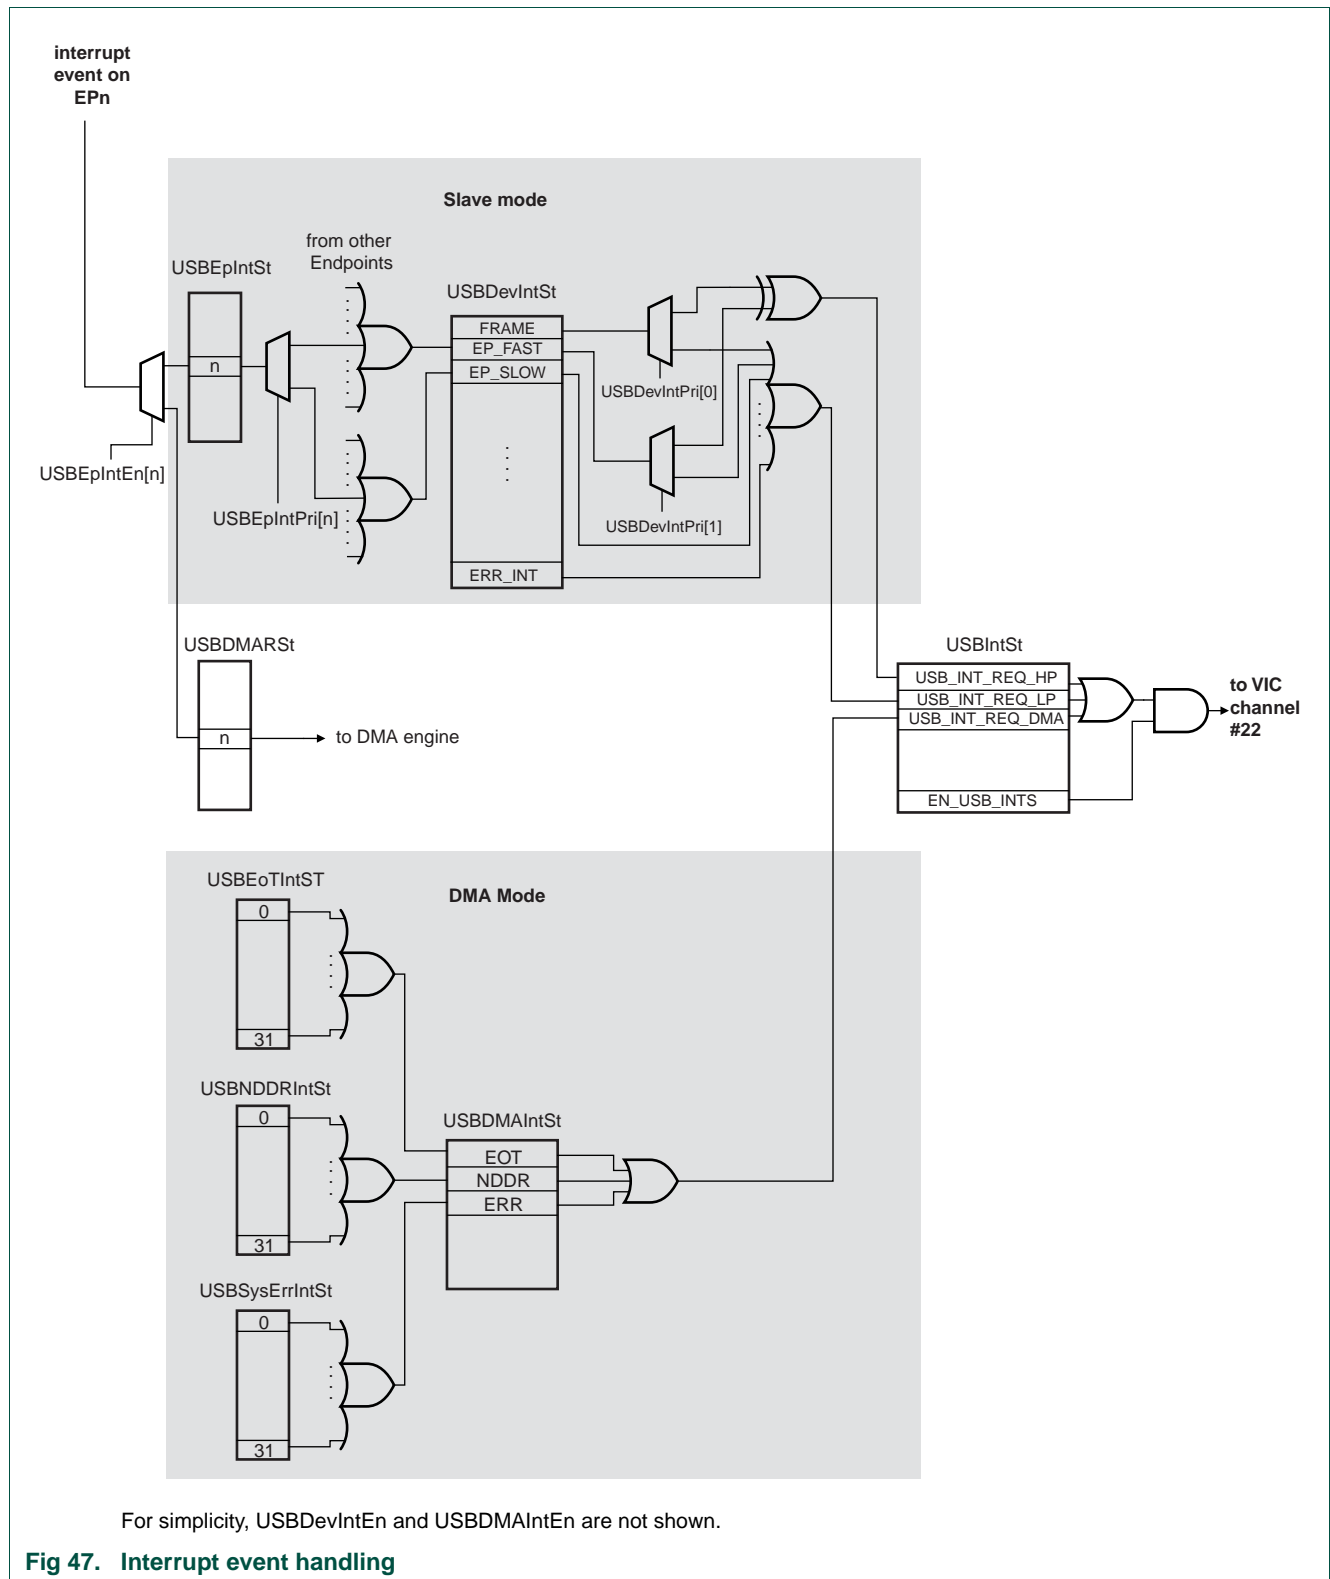 interrupt
event on
EPn
Slave mode
from other
Endpoints
USBEpIntSt
USBDevIntSt
FRAME
EP_FAST
EP_SLOW
n
USBDevIntPri[0]
USBEpIntEn[n]
USBEpIntPri[n]
USBDevIntPri[1]
ERR_INT
USBDMARSt
n
to DMA engine
USBIntSt
USB_INT_REQ_HP
USB_INT_REQ_LP
USB_INT_REQ_DMA
EN_USB_INTS
to VIC
channel
#22
USBEoTIntST
DMA Mode
0
31
USBNDDRIntSt
0
31
USBDMAIntSt
EOT
NDDR
ERR
USBSysErrIntSt
0
31
For simplicity, USBDevIntEn and USBDMAIntEn are not shown.
Fig 47. Interrupt event handling